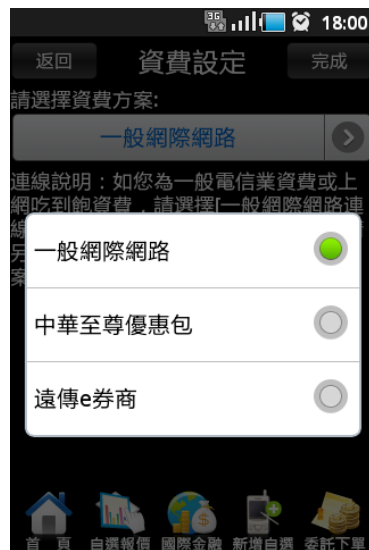 3G 18:00
返回 資費設定 完成
請選擇資費方案:
一般網際網路
連線說明：如您為一般電信業資費或上
網吃到飽資費，請選擇[一般網際網路連
線
另
案
一般網際網路
中華至尊優惠包
遠傳e券商
首 頁 自選報價 國際金融 新增自選 委託下單